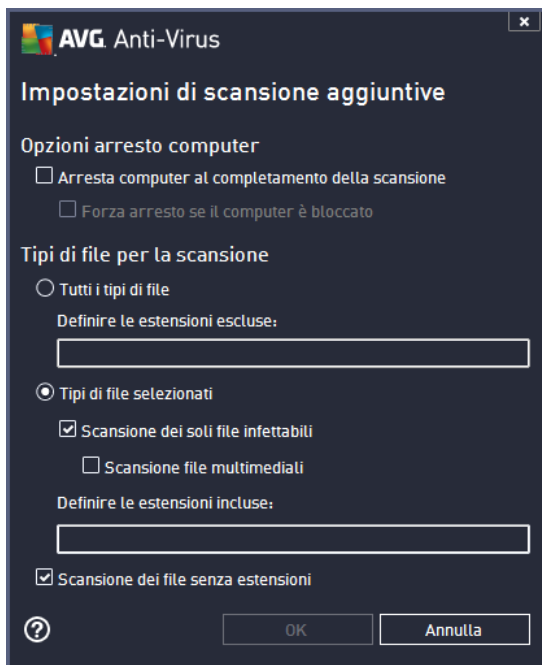 AVG. Anti-Virus
Impostazioni di scansione aggiuntive
Opzioni arresto computer
Arresta computer al completamento della scansione
Forza arresto se il computer è bloccato
Tipi di file per la scansione
Tutti i tipi di file
Definire le estensioni escluse:
Tipi di file selezionati
Scansione dei soli file infettabili
Scansione file multimediali
Definire le estensioni incluse:
Scansione dei file senza estensioni
? OK Annulla